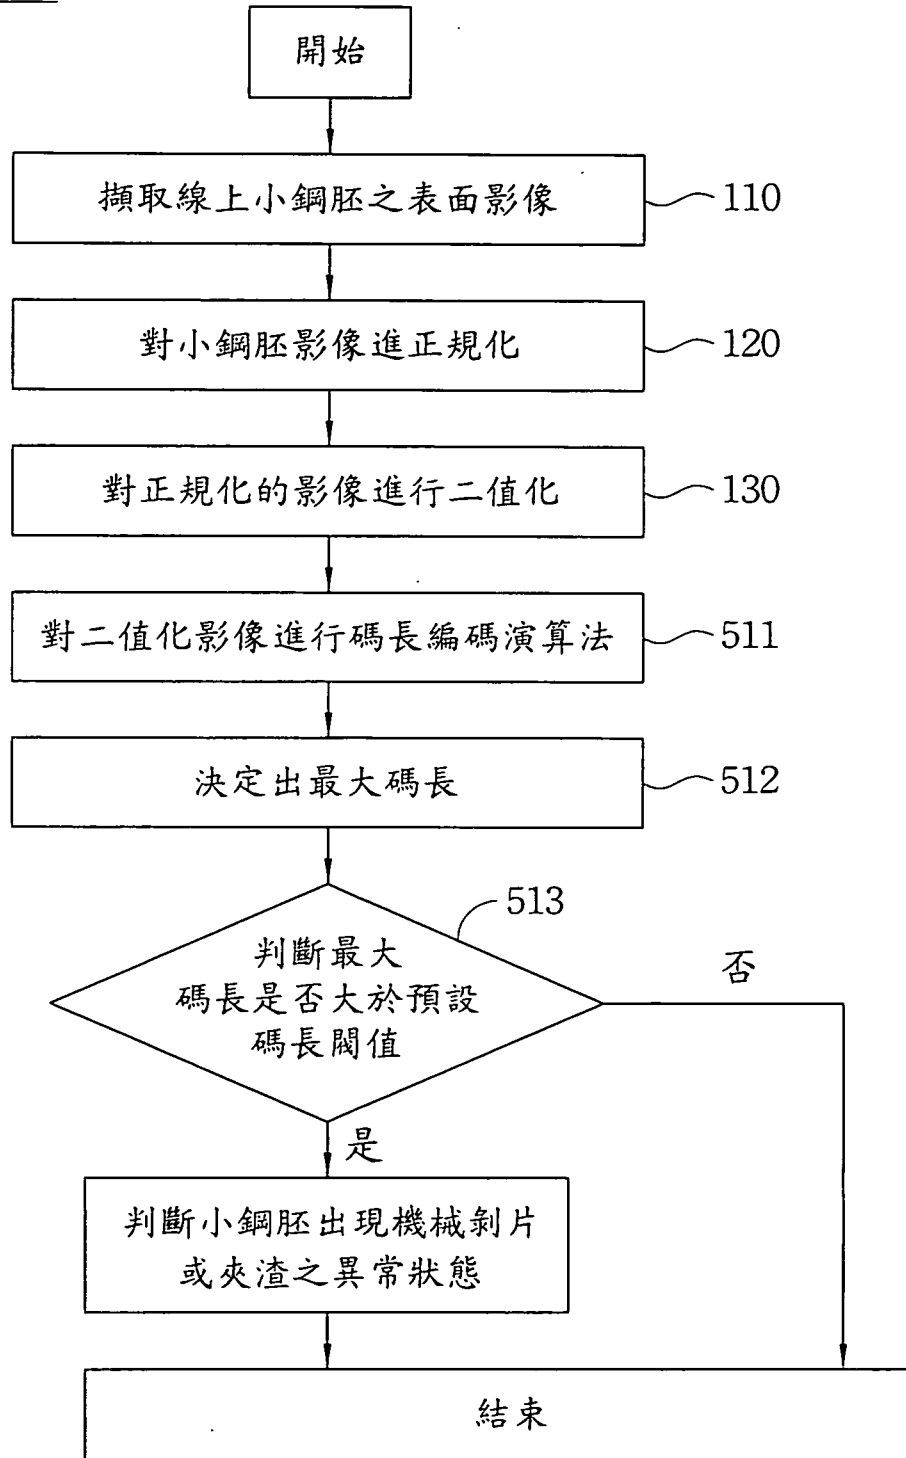 開始
擷取線上小鋼胚之表面影像
110
對小鋼胚影像進正規化
120
對正規化的影像進行二值化
130
對二值化影像進行碼長編碼演算法
511
決定出最大碼長
512
513
判斷最大
碼長是否大於預設
碼長閥值
否
是
判斷小鋼胚出現機械剝片
或夾渣之異常狀態
結束